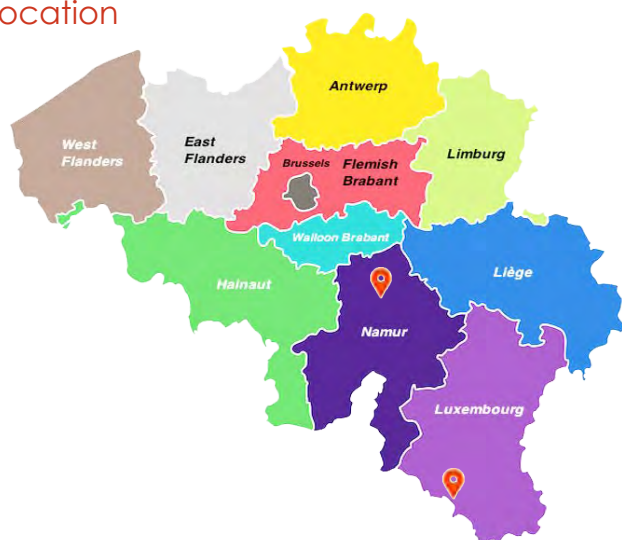 ocation
Antwerp
West
Flanders
East
Flanders
Brussels
Flemish
Brabant
Limburg
Walloon Brabant
Hainaut
Liège
Namur
Luxembourg